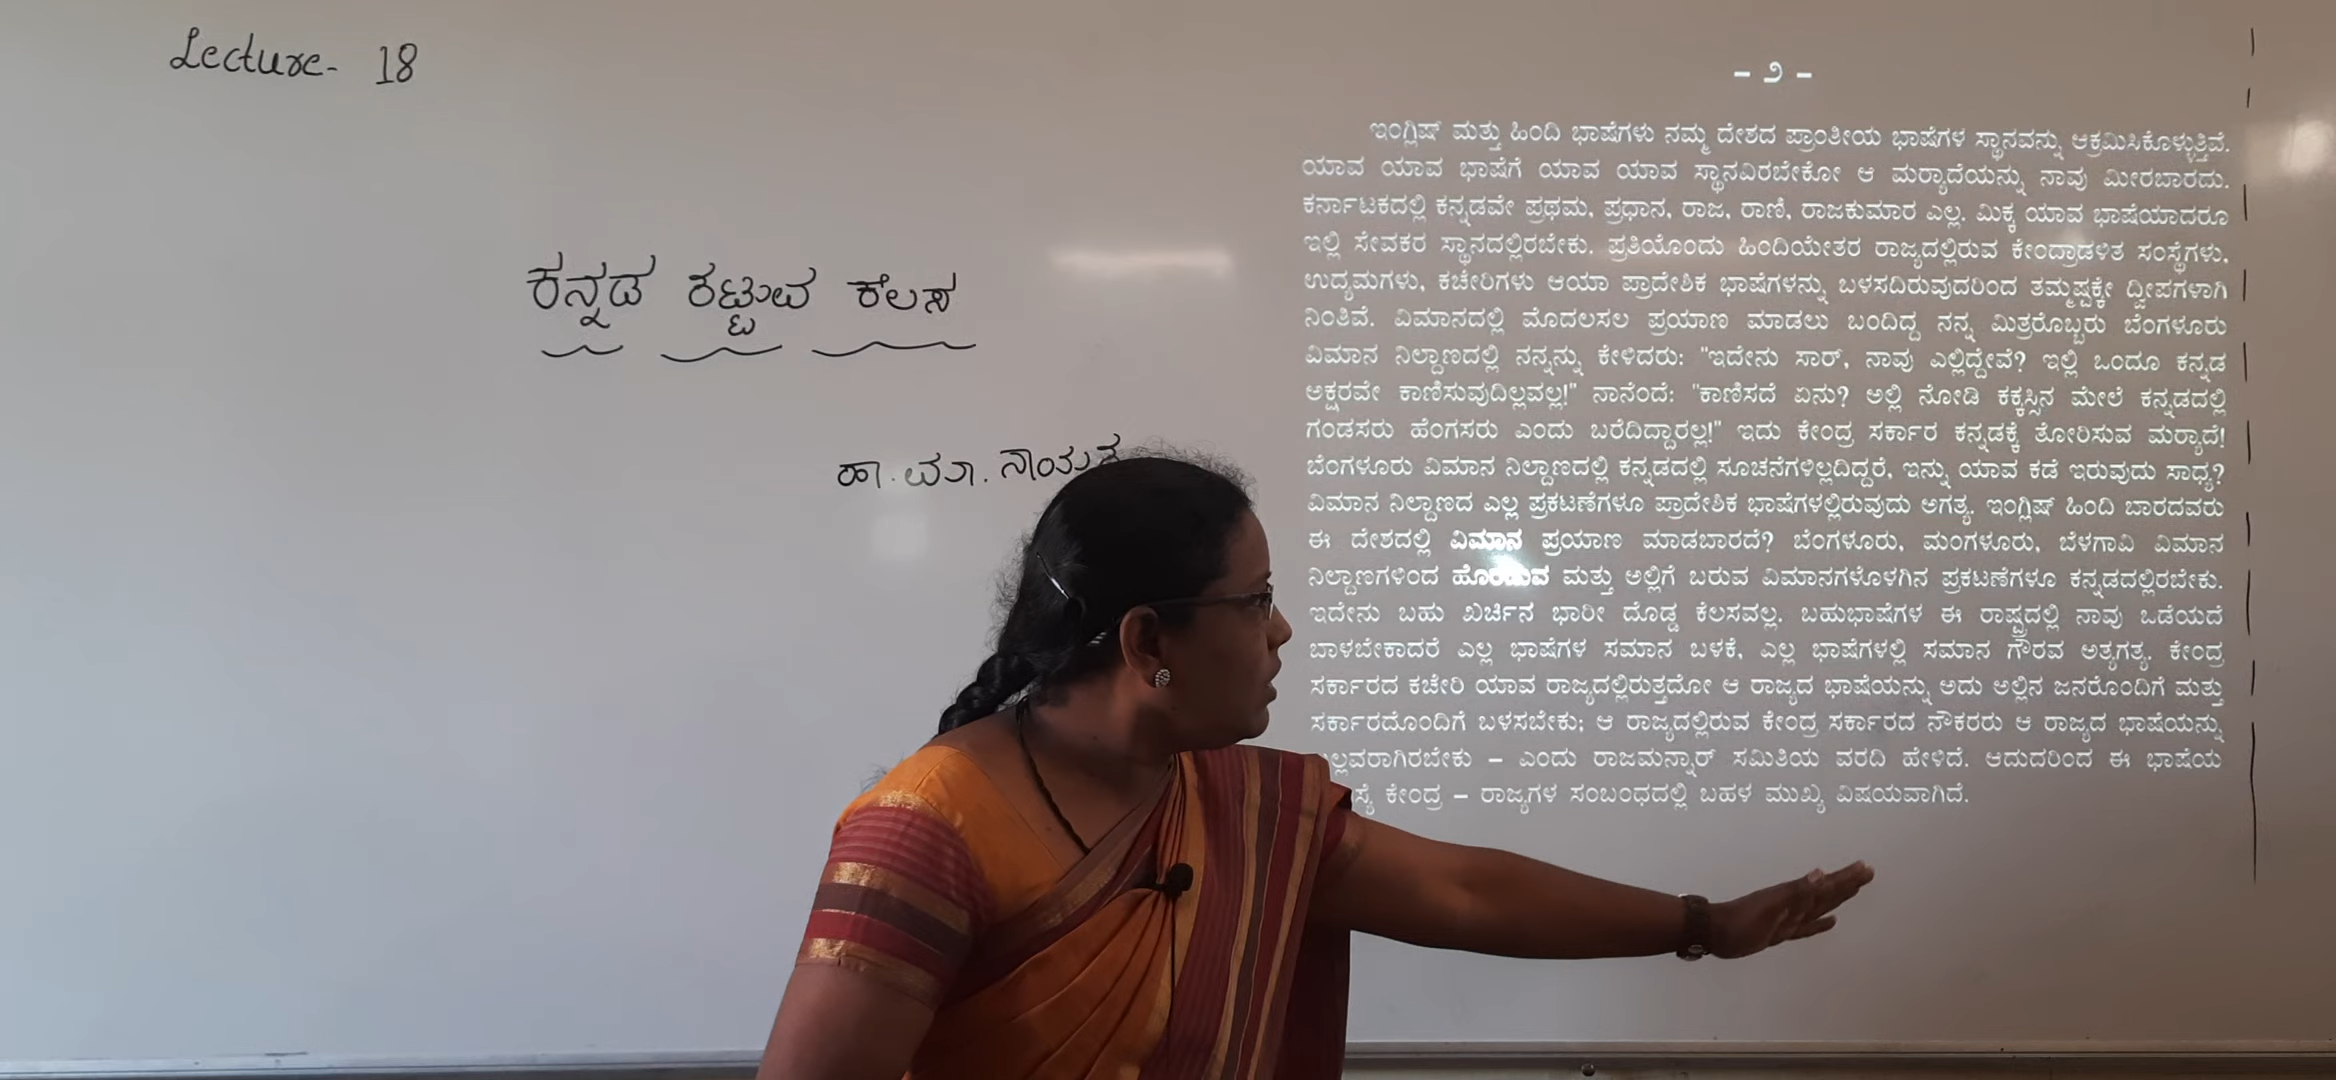 Lecture- 18
ಕನ್ನಡ ಕಟ್ಟುವ ಕೆಲಸ
ಹಾ. ಮಾ.
- ೨ -
ಇಂಗ್ಲಿಷ್ ಮತ್ತು ಹಿಂದಿ ಭಾಷೆಗಳು ನಮ್ಮ ದೇಶದ ಪ್ರಾಂತೀಯ ಭಾಷೆಗಳ ಸ್ಥಾನವನ್ನು ಆಕ್ರಮಿಸಿಕೊಳ್ಳುತ್ತಿವೆ.
ಯಾವ ಯಾವ ಭಾಷೆಗೆ ಯಾವ ಯಾವ ಸ್ಥಾನವಿರಬೇಕೋ ಆ ಮರ‍್ಯಾದೆಯನ್ನು ನಾವು ಮೀರಬಾರದು.
ಕರ್ನಾಟಕದಲ್ಲಿ ಕನ್ನಡವೇ ಪ್ರಥಮ, ಪ್ರಧಾನ, ರಾಜ, ರಾಣಿ, ರಾಜಕುಮಾರ ಎಲ್ಲ. ಮಿಕ್ಕ ಯಾವ ಭಾಷೆಯಾದರೂ
ಇಲ್ಲಿ ಸೇವಕರ ಸ್ಥಾನದಲ್ಲಿರಬೇಕು. ಪ್ರತಿಯೊಂದು ಹಿಂದಿಯೇತರ ರಾಜ್ಯದಲ್ಲಿರುವ ಕೇಂದ್ರಾಡಳಿತ ಸಂಸ್ಥೆಗಳು,
ಉದ್ಯಮಗಳು, ಕಚೇರಿಗಳು ಆಯಾ ಪ್ರಾದೇಶಿಕ ಭಾಷೆಗಳನ್ನು ಬಳಸದಿರುವುದರಿಂದ ತಮ್ಮಷ್ಟಕ್ಕೇ ದ್ವೀಪಗಳಾಗಿ
ನಿಂತಿವೆ. ವಿಮಾನದಲ್ಲಿ ಮೊದಲಸಲ ಪ್ರಯಾಣ ಮಾಡಲು ಬಂದಿದ್ದ ನನ್ನ ಮಿತ್ರರೊಬ್ಬರು ಬೆಂಗಳೂರು
ವಿಮಾನ ನಿಲ್ದಾಣದಲ್ಲಿ ನನ್ನನ್ನು ಕೇಳಿದರು: "ಇದೇನು ಸಾರ್, ನಾವು ಎಲ್ಲಿದ್ದೇವೆ? ಇಲ್ಲಿ ಒಂದೂ ಕನ್ನಡ
ಅಕ್ಷರವೇ ಕಾಣಿಸುವುದಿಲ್ಲವಲ್ಲ!" ನಾನೆಂದೆ: "ಕಾಣಿಸದೆ ಏನು? ಅಲ್ಲಿ ನೋಡಿ ಕಕ್ಕಸ್ಸಿನ ಮೇಲೆ ಕನ್ನಡದಲ್ಲಿ
ಗಂಡಸರು ಹೆಂಗಸರು ಎಂದು ಬರೆದಿದ್ದಾರಲ್ಲ!" ಇದು ಕೇಂದ್ರ ಸರ್ಕಾರ ಕನ್ನಡಕ್ಕೆ ತೋರಿಸುವ ಮರ‍್ಯಾದೆ!
ಬೆಂಗಳೂರು ವಿಮಾನ ನಿಲ್ದಾಣದಲ್ಲಿ ಕನ್ನಡದಲ್ಲಿ ಸೂಚನೆಗಳಿಲ್ಲದಿದ್ದರೆ, ಇನ್ನು ಯಾವ ಕಡೆ ಇರುವುದು ಸಾಧ್ಯ?
ವಿಮಾನ ನಿಲ್ದಾಣದ ಎಲ್ಲ ಪ್ರಕಟಣೆಗಳೂ ಪ್ರಾದೇಶಿಕ ಭಾಷೆಗಳಲ್ಲಿರುವುದು ಅಗತ್ಯ. ಇಂಗ್ಲಿಷ್ ಹಿಂದಿ ಬಾರದವರು
ಈ ದೇಶದಲ್ಲಿ ವಿಮಾನ ಪ್ರಯಾಣ ಮಾಡಬಾರದೆ? ಬೆಂಗಳೂರು, ಮಂಗಳೂರು, ಬೆಳಗಾವಿ ವಿಮಾನ
ನಿಲ್ದಾಣಗಳಿಂದ ಹೊರಡುವ ಮತ್ತು ಅಲ್ಲಿಗೆ ಬರುವ ವಿಮಾನಗಳೊಳಗಿನ ಪ್ರಕಟಣೆಗಳೂ ಕನ್ನಡದಲ್ಲಿರಬೇಕು.
ಇದೇನು ಬಹು ಖರ್ಚಿನ ಭಾರೀ ದೊಡ್ಡ ಕೆಲಸವಲ್ಲ. ಬಹುಭಾಷೆಗಳ ಈ ರಾಷ್ಟ್ರದಲ್ಲಿ ನಾವು ಒಡೆಯದೆ
ಬಾಳಬೇಕಾದರೆ ಎಲ್ಲ ಭಾಷೆಗಳ ಸಮಾನ ಬಳಕೆ, ಎಲ್ಲ ಭಾಷೆಗಳಲ್ಲಿ ಸಮಾನ ಗೌರವ ಅತ್ಯಗತ್ಯ. ಕೇಂದ್ರ
ಸರ್ಕಾರದ ಕಚೇರಿ ಯಾವ ರಾಜ್ಯದಲ್ಲಿರುತ್ತದೋ ಆ ರಾಜ್ಯದ ಭಾಷೆಯನ್ನು ಅದು ಅಲ್ಲಿನ ಜನರೊಂದಿಗೆ ಮತ್ತು
ಸರ್ಕಾರದೊಂದಿಗೆ ಬಳಸಬೇಕು; ಆ ರಾಜ್ಯದಲ್ಲಿರುವ ಕೇಂದ್ರ ಸರ್ಕಾರದ ನೌಕರರು ಆ ರಾಜ್ಯದ ಭಾಷೆಯನ್ನು
ಎಂದು ರಾಜಮನ್ನಾರ್ ಸಮಿತಿಯ ವರದಿ ಹೇಳಿದೆ. ಆದುದರಿಂದ ಈ ಭಾಷೆಯ
ಕೇಂದ್ರ – ರಾಜ್ಯಗಳ ಸಂಬಂಧದಲ್ಲಿ ಬಹಳ ಮುಖ್ಯ ವಿಷಯವಾಗಿದೆ.